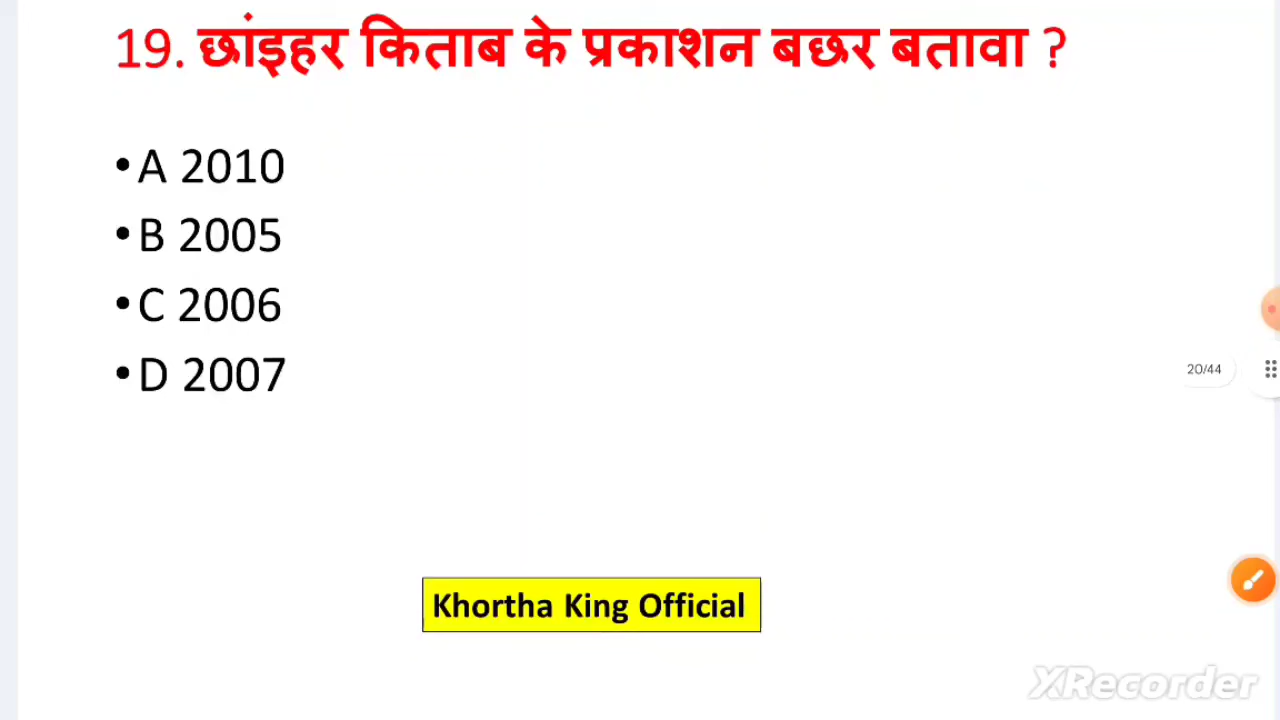 19. छांइहर किताब के प्रकाशन बछर बतावा ?
•A 2010
•B 2005
•C 2006
•D 2007
20/44
Khortha King Official
XRecorder